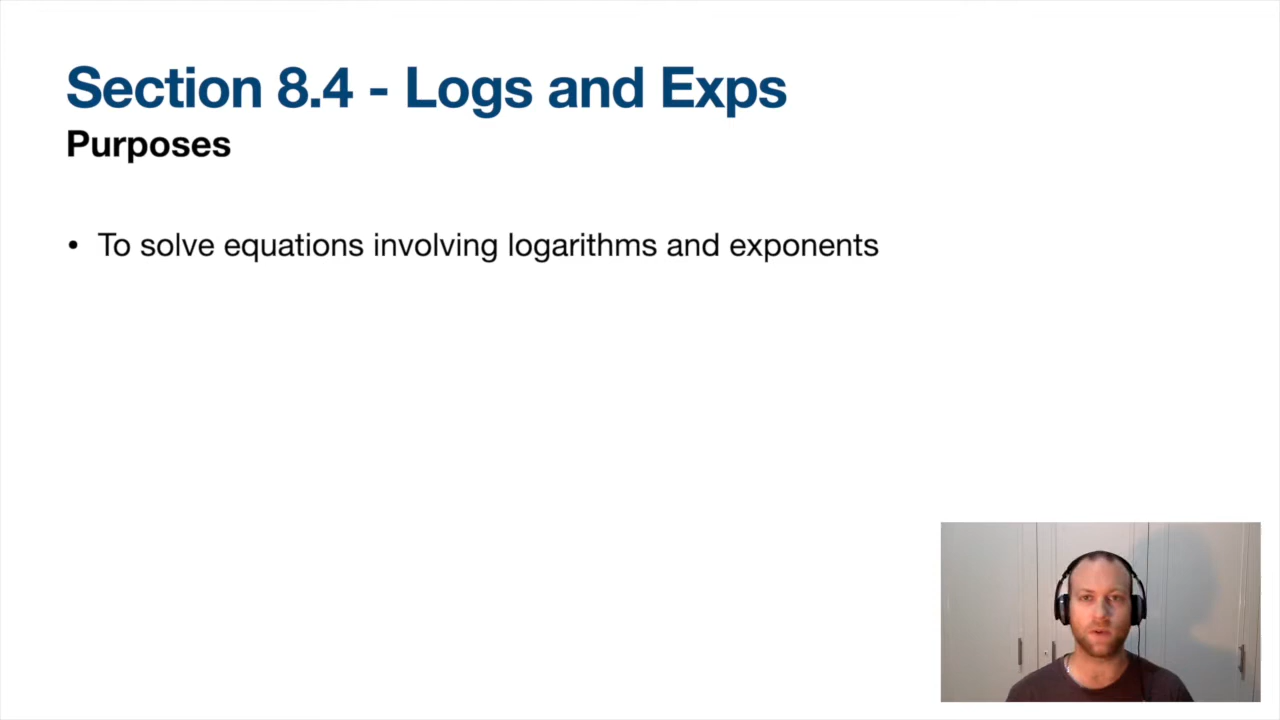 Section 8.4 - Logs and Exps
Purposes
• To solve equations involving logarithms and exponents